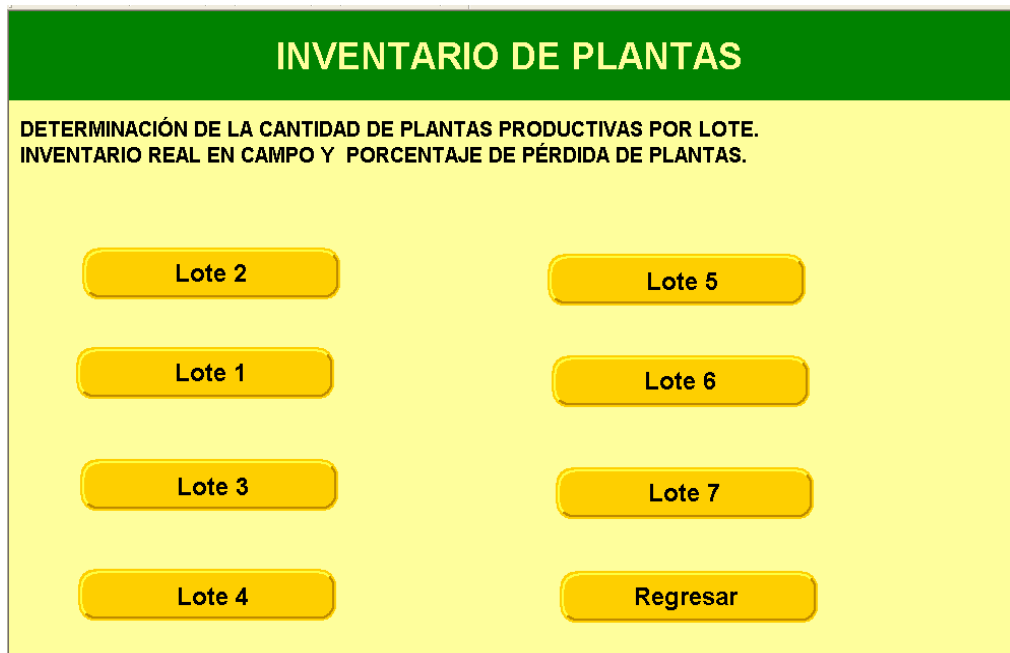 INVENTARIO DE PLANTAS
DETERMINACIÓN DE LA CANTIDAD DE PLANTAS PRODUCTIVAS POR LOTE.
INVENTARIO REAL EN CAMPO Y PORCENTAJE DE PÉRDIDA DE PLANTAS.
Lote 2
Lote 5
Lote 1
Lote 6
Lote 3
Lote 7
Lote 4
Regresar